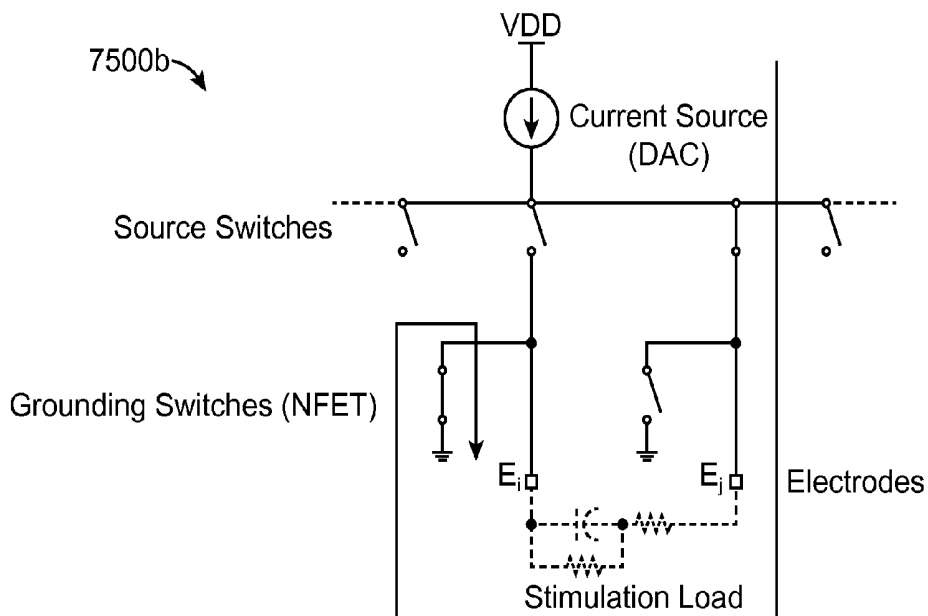 VDD
7500b
Current Source
(DAC)
Source Switches
Grounding Switches (NFET)
Ei
Ej
Electrodes
Stimulation Load